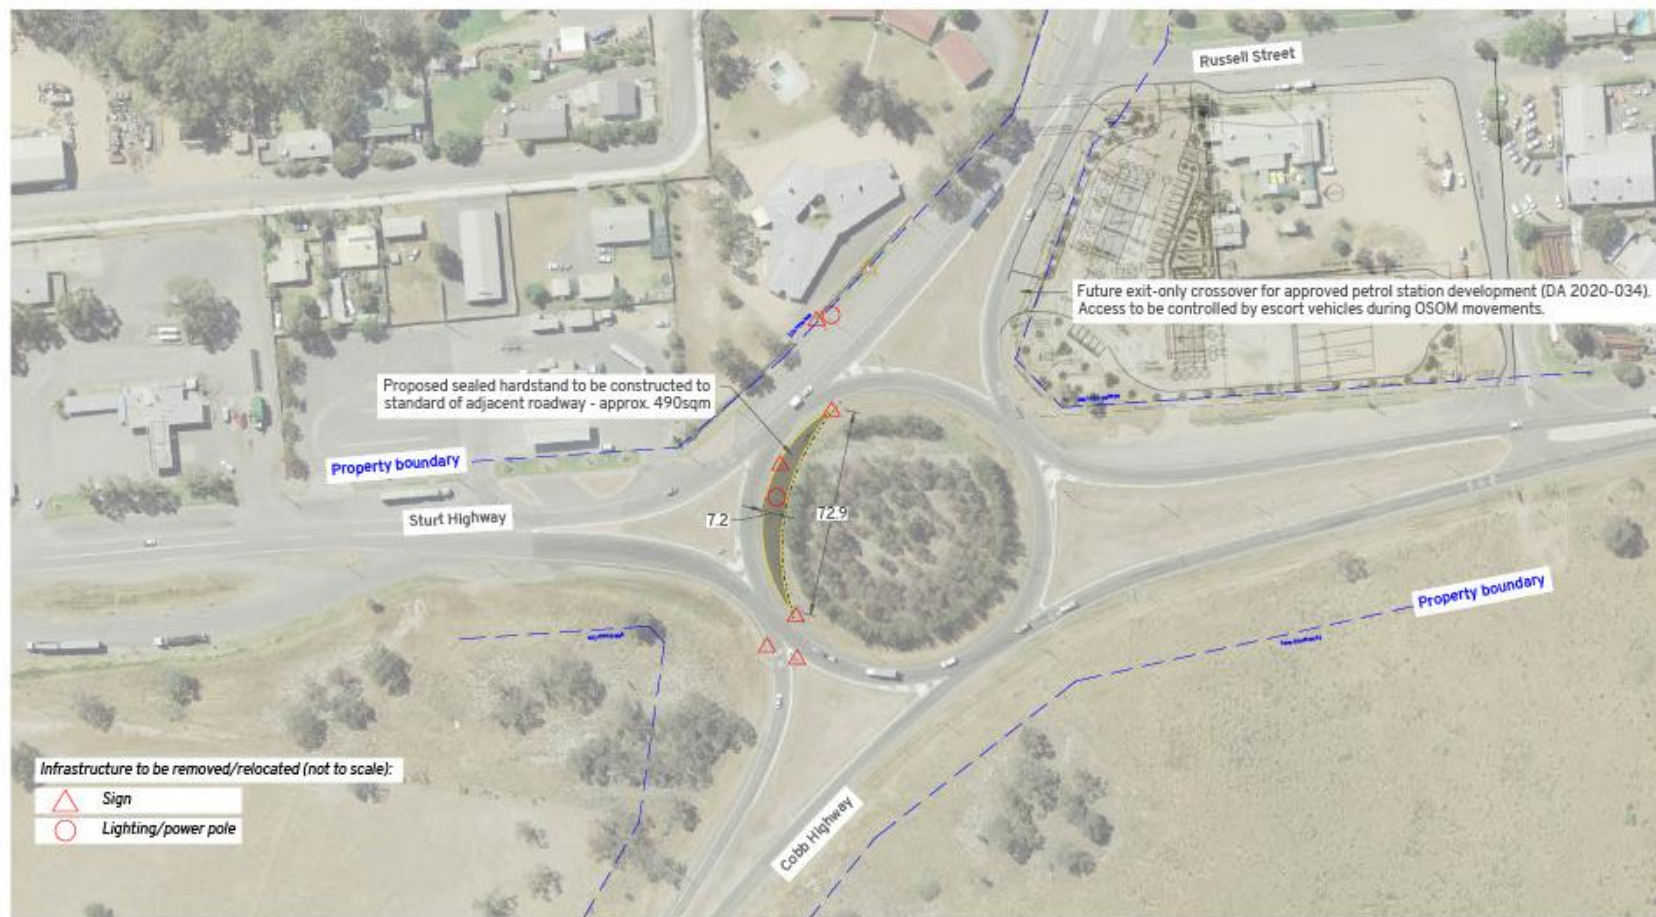 Russell Street
Future exit-only crossover for approved petrol station development (DA 2020-034).
Access to be controlled by escort vehicles during OSOM movements.
Proposed sealed hardstand to be constructed to
standard of adjacent roadway - approx. 490sqm
Property boundary
Sturt Highway
7.2
72.9
Property boundary
Infrastructure to be removed/relocated (not to scale):
Sign
Lighting/power pole
Cobb Highway